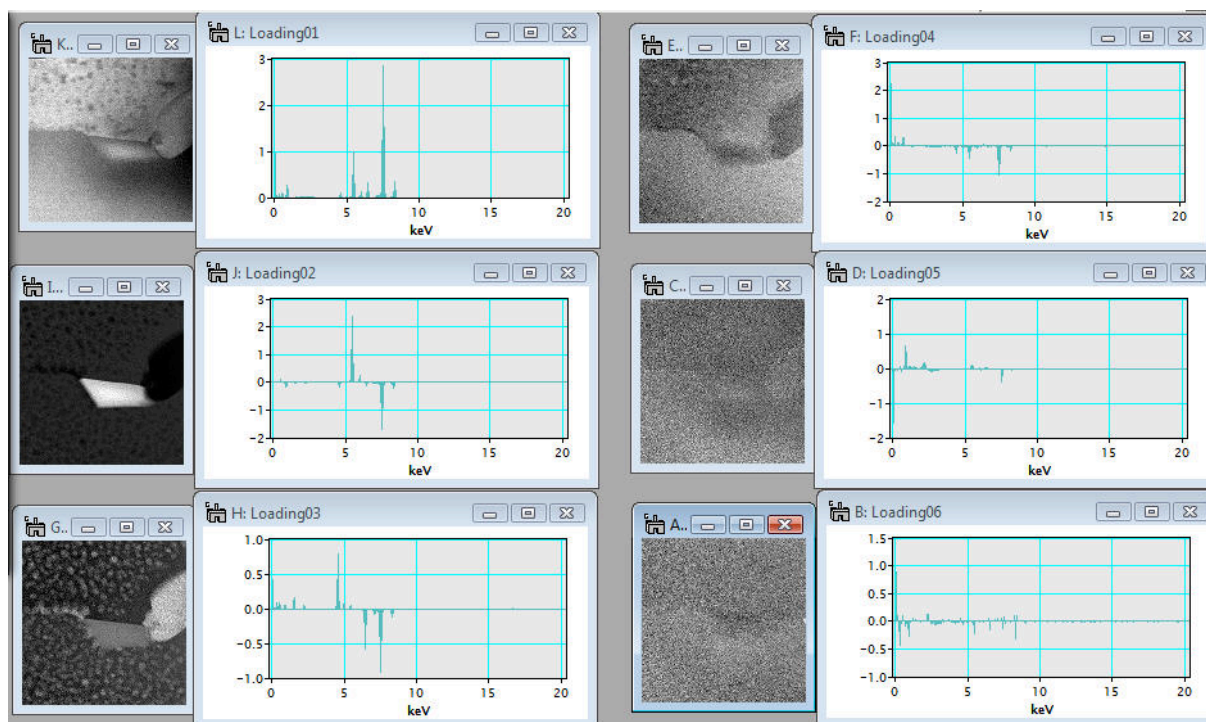 K..
L: Loading01
3
2
1
0
0 5 10 15 20
keV
E..
F: Loading04
3
2
1
0
-1
-2
0 5 10 15 20
keV
I...
J: Loading02
3
2
1
0
-1
-2
0 5 10 15 20
keV
C..
D: Loading05
2
1
0
-1
-2
0 5 10 15 20
keV
G..
H: Loading03
1.0
0.5
0.0
-0.5
-1.0
0 5 10 15 20
keV
A..
B: Loading06
1.5
1.0
0.5
0.0
-0.5
-1.0
0 5 10 15 20
keV